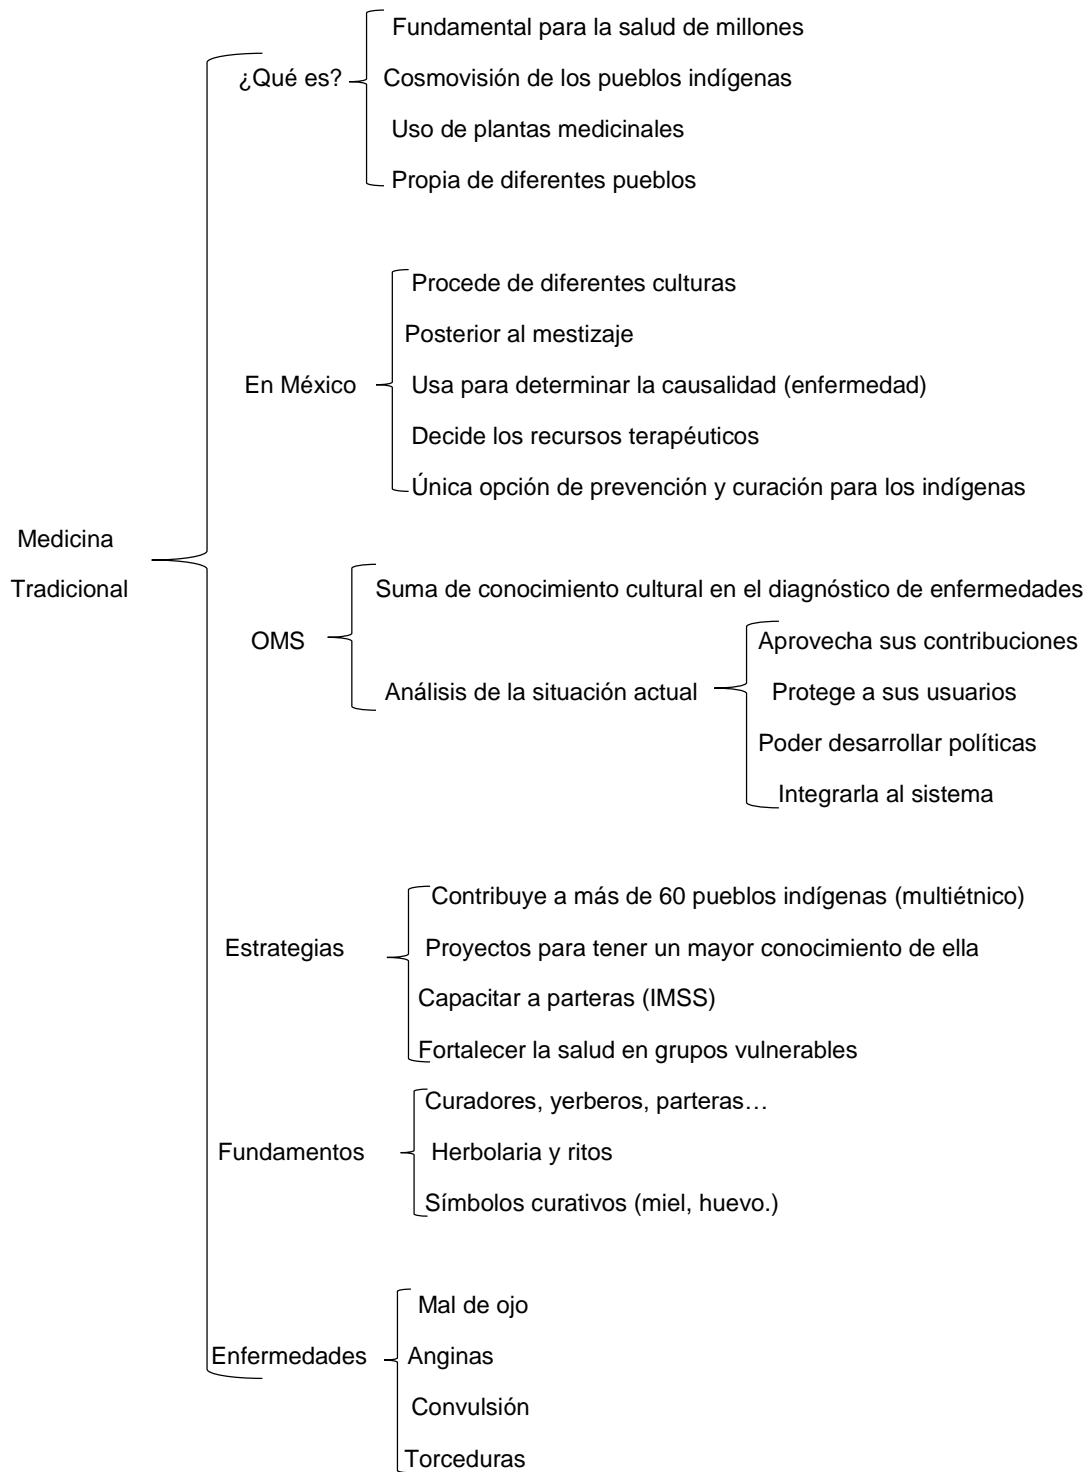 Fundamental para la salud de millones
¿Qué es?
Cosmovisión de los pueblos indígenas
Uso de plantas medicinales
Propia de diferentes pueblos
Procede de diferentes culturas
Posterior al mestizaje
En México
Usa para determinar la causalidad (enfermedad)
Decide los recursos terapéuticos
Única opción de prevención y curación para los indígenas
Medicina
Tradicional
Suma de conocimiento cultural en el diagnóstico de enfermedades
OMS
Análisis de la situación actual
Aprovecha sus contribuciones
Protege a sus usuarios
Poder desarrollar políticas
Integrarla al sistema
Contribuye a más de 60 pueblos indígenas (multiétnico)
Estrategias
Proyectos para tener un mayor conocimiento de ella
Capacitar a parteras (IMSS)
Fortalecer la salud en grupos vulnerables
Curadores, yerberos, parteras…
Fundamentos
Herbolaria y ritos
Símbolos curativos (miel, huevo.)
Mal de ojo
Enfermedades
Anginas
Convulsión
Torceduras